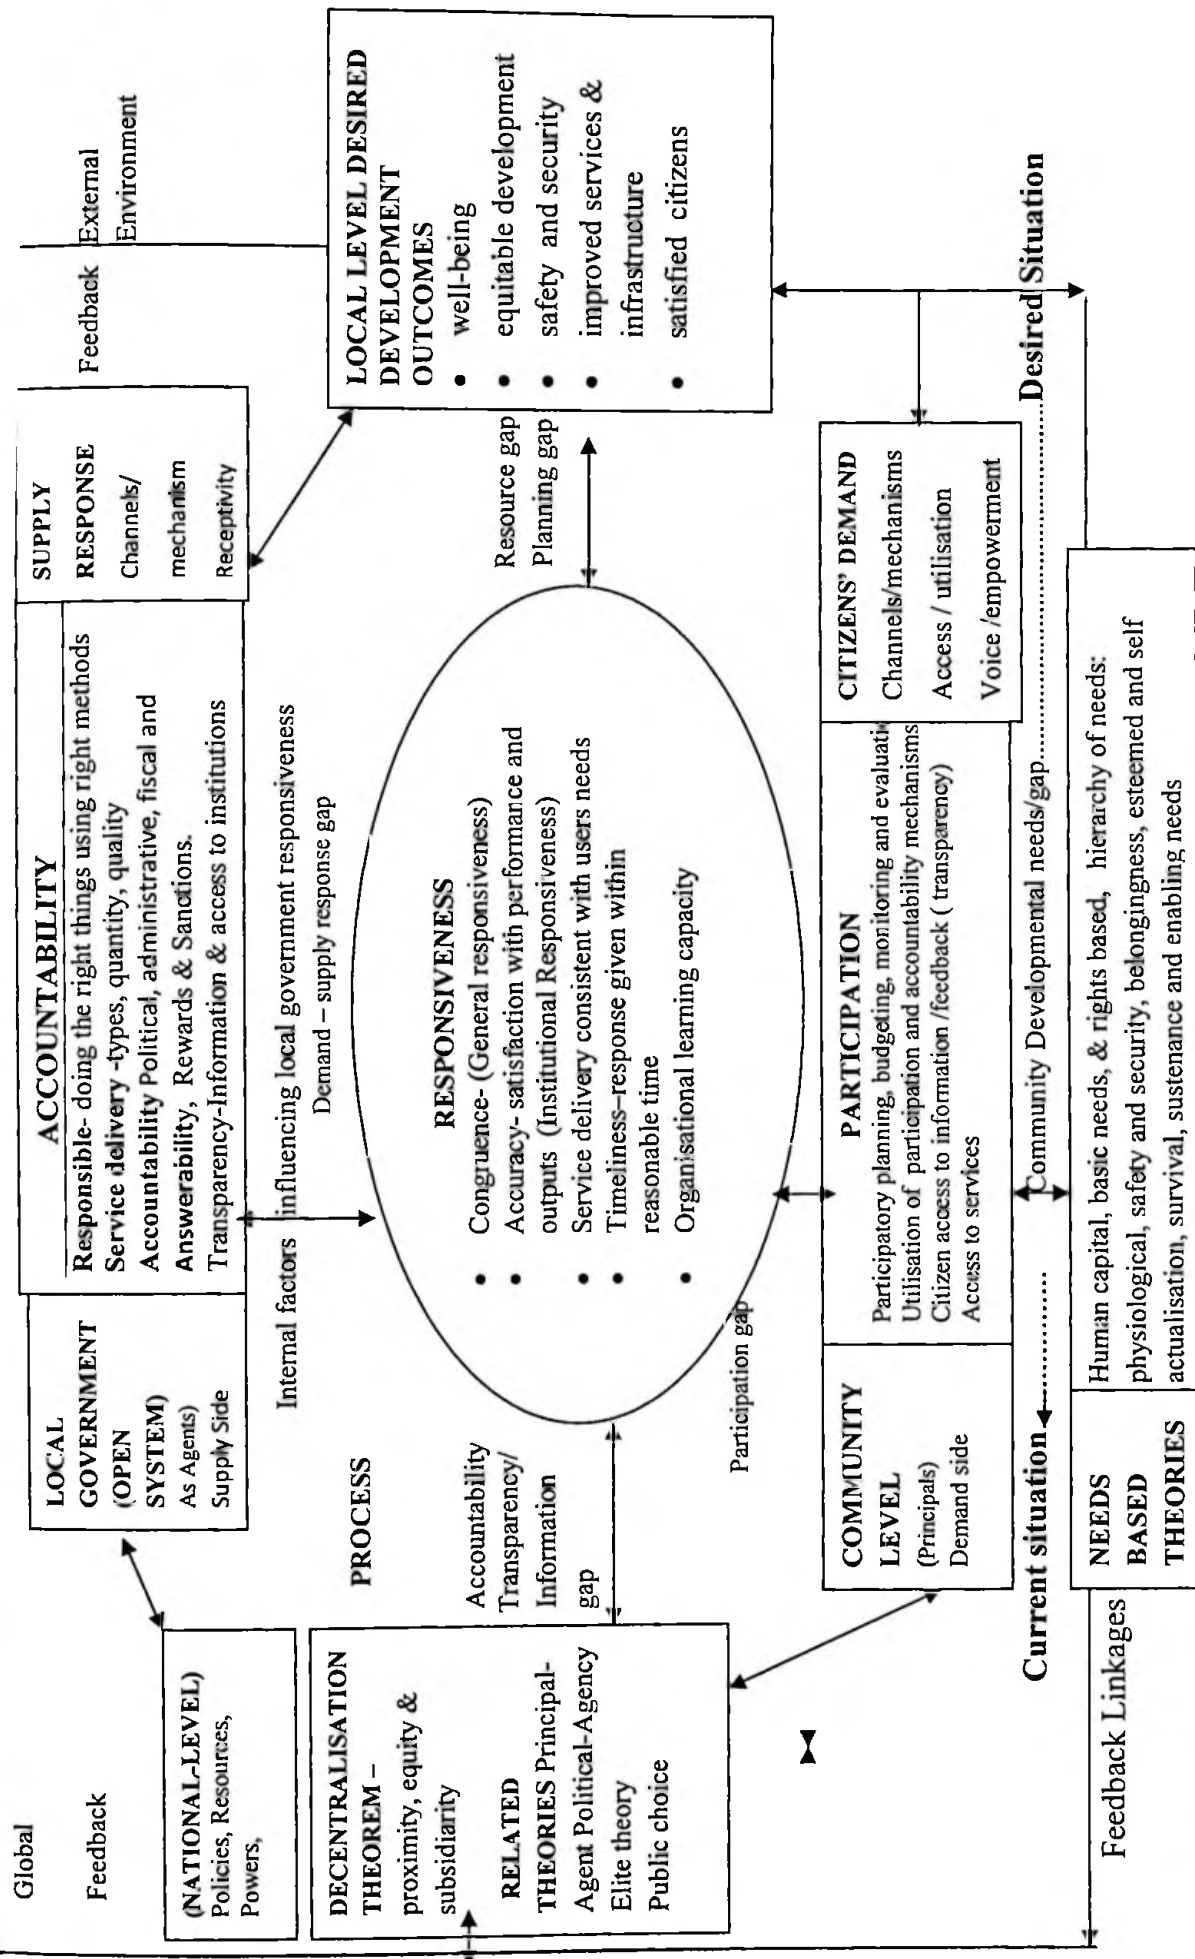 Global
Feedback
Feedback
External
Environment
(NATIONAL-LEVEL)
Policies, Resources,
Powers,
LOCAL
GOVERNMENT
(OPEN
SYSTEM)
As Agents)
Supply Side
ACCOUNTABILITY
Responsible- doing the right things using right methods
Service delivery -types, quantity, quality
Accountability Political, administrative, fiscal and
Answerability, Rewards & Sanctions.
Transparency-Information & access to institutions
SUPPLY
RESPONSE
Channels/
mechanism
Receptivity
Internal factors influencing local government responsiveness
Demand – supply response gap
PROCESS
DECENTRALISATION
THEOREM –
proximity, equity &
subsidiarity
RELATED
THEORIES Principal-
Agent Political-Agency
Elite theory
Public choice
Accountability
Transparency/
Information
gap
RESPONSIVENESS
• Congruence- (General responsiveness)
• Accuracy- satisfaction with performance and
outputs (Institutional Responsiveness)
• Service delivery consistent with users needs
• Timeliness–response given within
reasonable time
• Organisational learning capacity
Resource gap
Planning gap
LOCAL LEVEL DESIRED
DEVELOPMENT
OUTCOMES
• well-being
• equitable development
• safety and security
• improved services &
infrastructure
• satisfied citizens
Participation gap
COMMUNITY
LEVEL
(Principals)
Demand side
PARTICIPATION
Participatory planning, budgeting, monitoring and evaluati
Utilisation of participation and accountability mechanisms
Citizen access to information /feedback ( transparency)
Access to services
CITIZENS’ DEMAND
Channels/mechanisms
Access / utilisation
Voice /empowerment
Current situation............Community Developmental needs/gap............Desired Situation
NEEDS
BASED
THEORIES
Human capital, basic needs, & rights based, hierarchy of needs:
physiological, safety and security, belongingness, esteemed and self
actualisation, survival, sustenance and enabling needs
Feedback Linkages